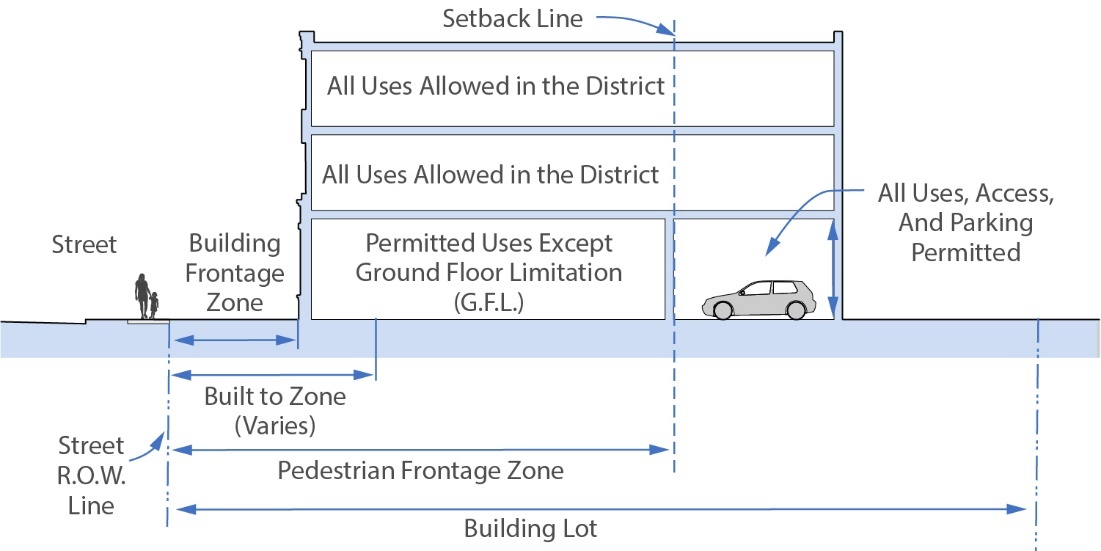 Setback Line
All Uses Allowed in the District
All Uses Allowed in the District
All Uses, Access,
And Parking
Permitted
Street
Building
Frontage
Zone
Permitted Uses Except
Ground Floor Limitation
(G.F.L.)
Built to Zone
(Varies)
Street
R.O.W.
Line
Pedestrian Frontage Zone
Building Lot